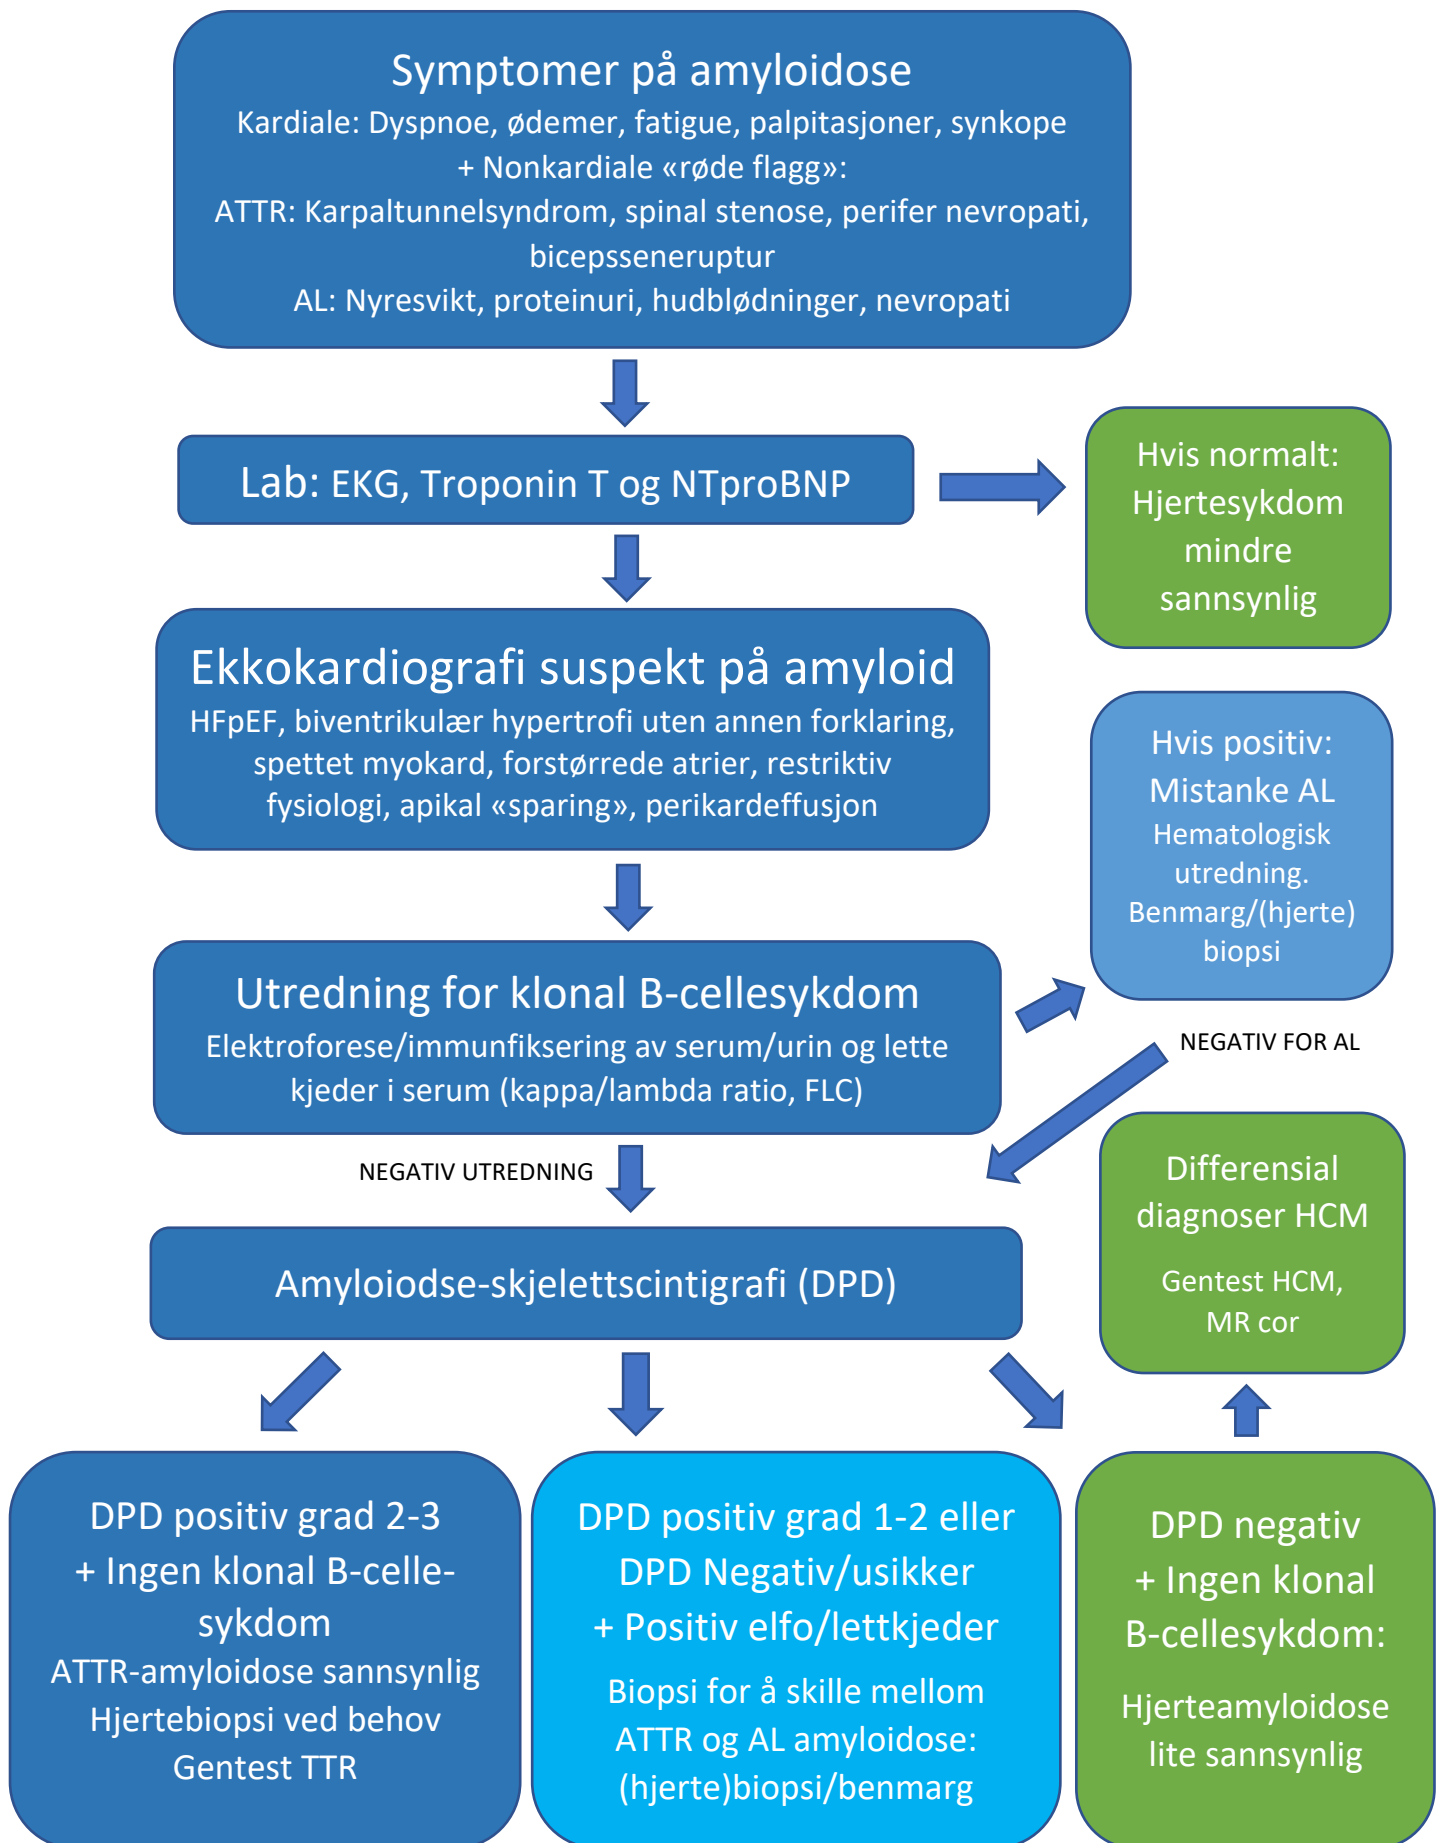 Symptomer på amyloidose
Kardiale: Dyspnoe, ødemer, fatigue, palpitasjoner, synkope
+ Nonkardiale «røde flagg»:
ATTR: Karpaltunnelsyndrom, spinal stenose, perifer nevropati,
bicepsseneruptur
AL: Nyresvikt, proteinuri, hudblødninger, nevropati
Lab: EKG, Troponin T og NTproBNP
Hvis normalt:
Hjertesykdom
mindre
sannsynlig
Ekkokardiografi suspekt på amyloid
HFpEF, biventrikulær hypertrofi uten annen forklaring,
spettet myokard, forstørrede atrier, restriktiv
fysiologi, apikal «sparing», perikardeffusjon
Hvis positiv:
Mistanke AL
Hematologisk
utredning.
Benmarg/(hjerte)
biopsi
Utredning for klonal B-cellesykdom
Elektroforese/immunfiksering av serum/urin og lette
kjeder i serum (kappa/lambda ratio, FLC)
NEGATIV FOR AL
NEGATIV UTREDNING
Differensial
diagnoser HCM
Gentest HCM,
MR cor
Amyloiodse-skjelettscintigrafi (DPD)
DPD positiv grad 2-3
+ Ingen klonal B-celle-
sykdom
ATTR-amyloidose sannsynlig
Hjertebiopsi ved behov
Gentest TTR
DPD positiv grad 1-2 eller
DPD Negativ/usikker
+ Positiv elfo/lettkjeder
Biopsi for å skille mellom
ATTR og AL amyloidose:
(hjerte)biopsi/benmarg
DPD negativ
+ Ingen klonal
B-cellesykdom:
Hjerteamyloidose
lite sannsynlig